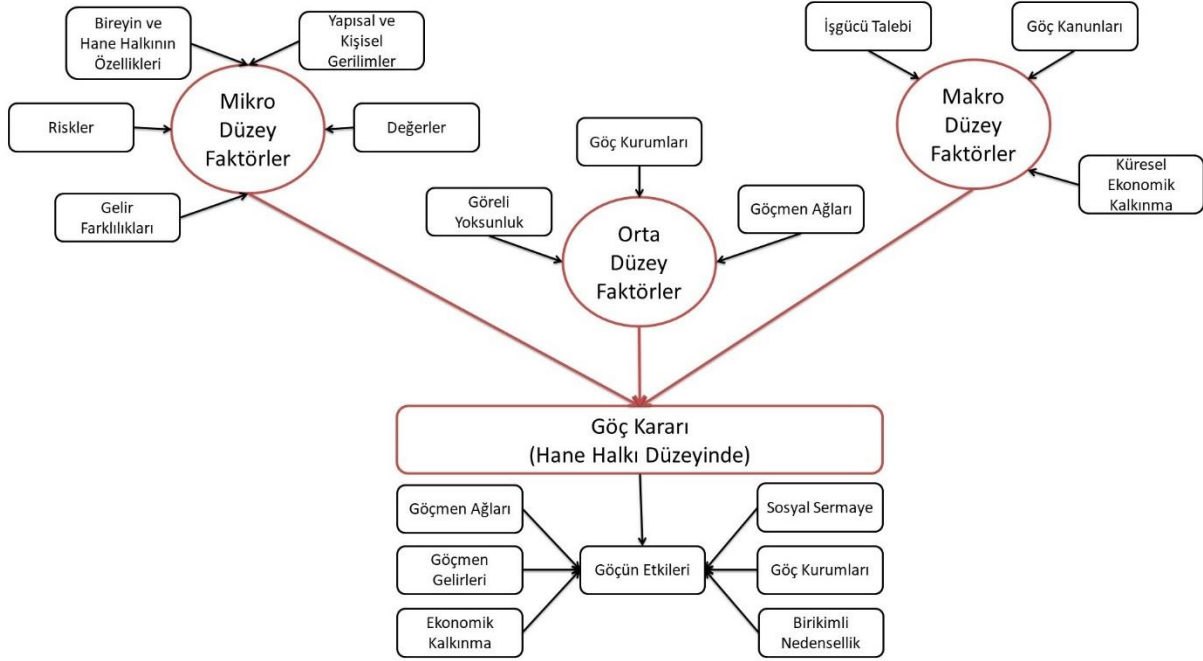 Bireyin ve
Hane Halkının
Özellikleri
Yapısal ve
Kişisel
Gerilimler
Riskler
Mikro
Düzey
Faktörler
Değerler
Gelir
Farklılıkları
Göç Kurumları
Göreli
Yoksunluk
Göçmen Ağları
Orta
Düzey
Faktörler
İşgücü Talebi
Göç Kanunları
Makro
Düzey
Faktörler
Küresel
Ekonomik
Kalkınma
Göç Kararı
(Hane Halkı Düzeyinde)
Göçmen Ağları
Göçmen
Gelirleri
Ekonomik
Kalkınma
Göçün Etkileri
Sosyal Sermaye
Göç Kurumları
Birikimli
Nedensellik